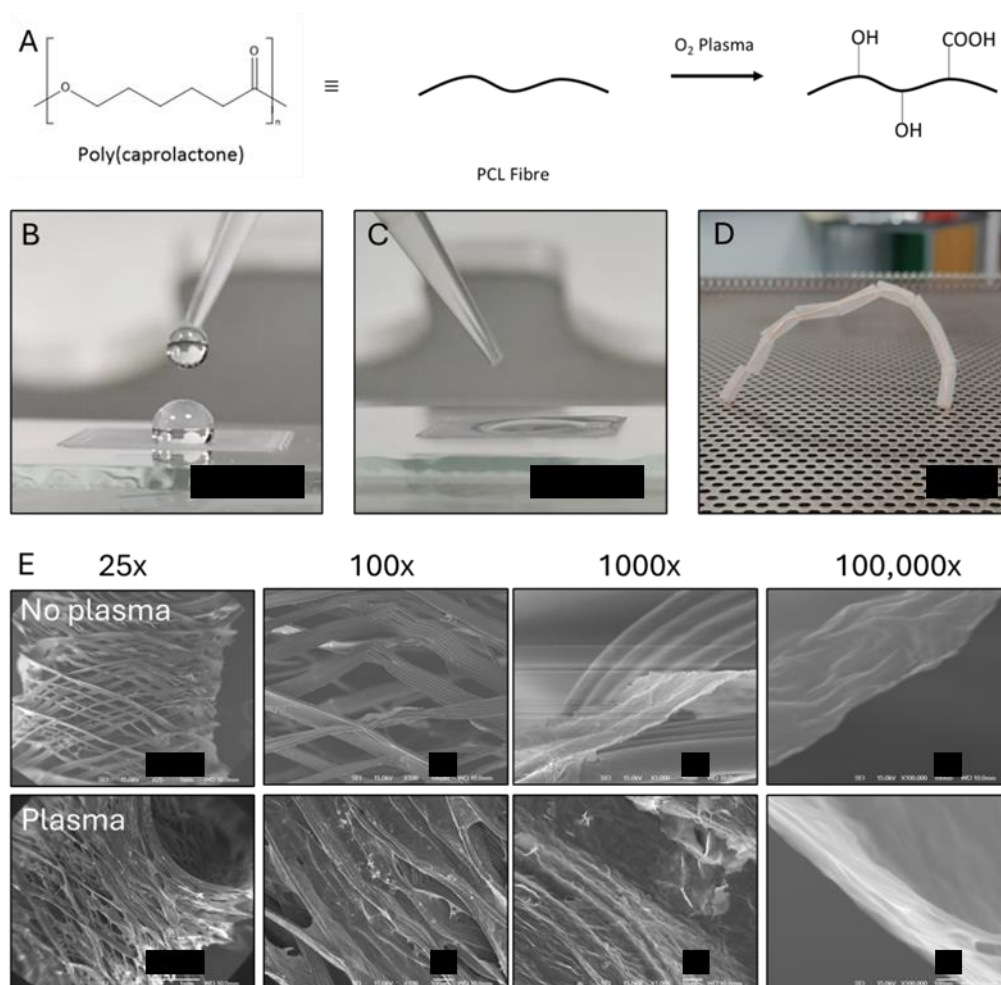 A
O
O
n
≡
O₂ Plasma
OH
COOH
OH
Poly(caprolactone)
PCL Fibre
B
C
D
E
25x
100x
1000x
100,000x
No plasma
Plasma